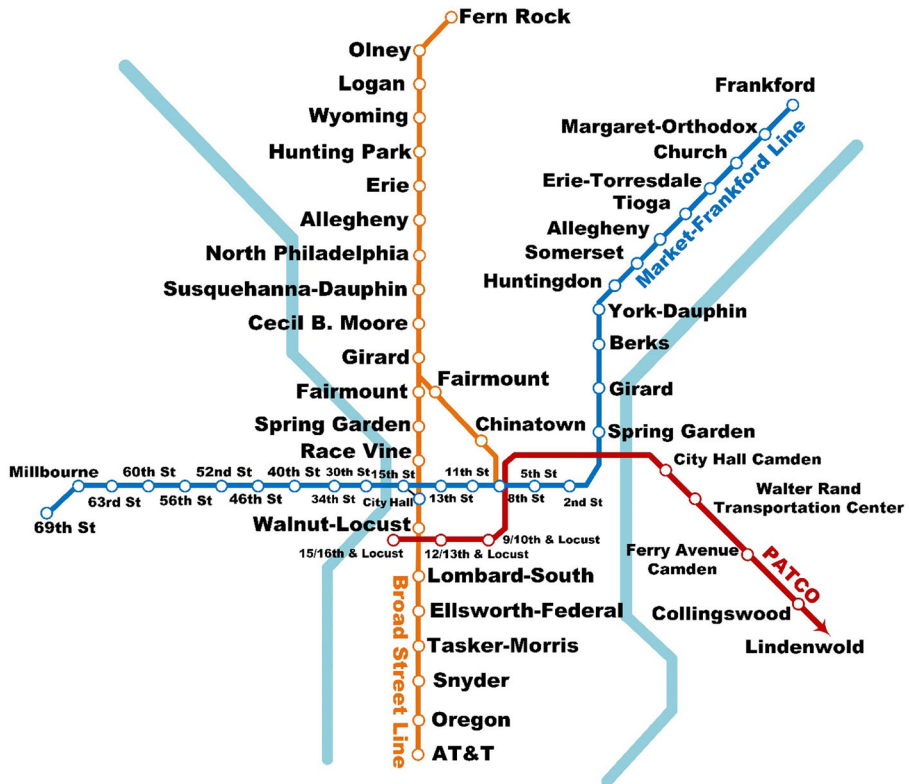 Fern Rock
Olney
Logan
Wyoming
Hunting Park
Erie
Allegheny
North Philadelphia
Susquehanna-Dauphin
Cecil B. Moore
Girard
Fairmount
Spring Garden
Race Vine
Fairmount
Chinatown
Frankford
Margaret-Orthodox
Church
Erie-Torresdale
Tioga
Allegheny
Somerset
Huntingdon
York-Dauphin
Berks
Girard
Spring Garden
Market-Frankford Line
Millbourne
60th St
52nd St
40th St
30th St
15th St
11th St
5th St
69th St
63rd St
56th St
46th St
34th St
City Hall
13th St
8th St
2nd St
Walnut-Locust
15/16th & Locust
12/13th & Locust
9/10th & Locust
City Hall Camden
Walter Rand
Transportation Center
Ferry Avenue
Camden
PATCO
Collingswood
Lindenwold
Lombard-South
Ellsworth-Federal
Tasker-Morris
Snyder
Oregon
AT&T
Broad Street Line